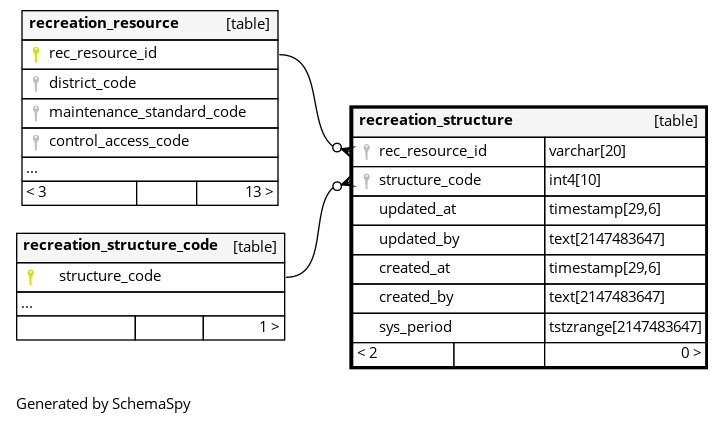 recreation_resource [table]
rec_resource_id
district_code
maintenance_standard_code
control_access_code
...
< 3 13 >
recreation_structure_code [table]
structure_code
...
1 >
recreation_structure [table]
rec_resource_id varchar[20]
structure_code int4[10]
updated_at timestamp[29,6]
updated_by text[2147483647]
created_at timestamp[29,6]
created_by text[2147483647]
sys_period tstzrange[2147483647]
< 2 0 >
Generated by SchemaSpy